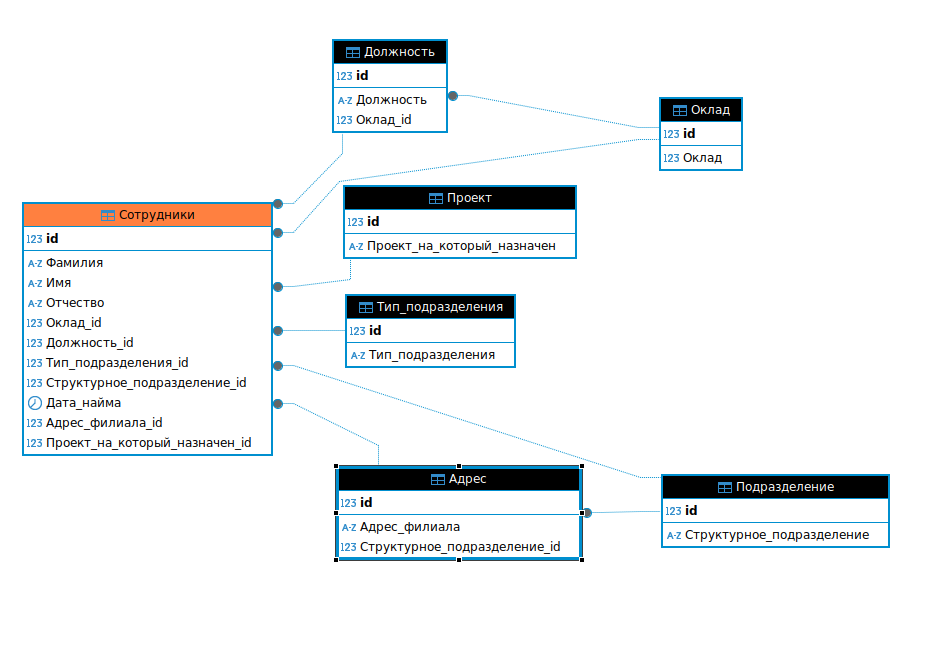 Должность
123 id
A-Z Должность
123 Оклад_id
Оклад
123 id
123 Оклад
Проект
123 id
A-Z Проект_на_который_назначен
Сотрудники
123 id
A-Z Фамилия
A-Z Имя
A-Z Отчество
123 Оклад_id
123 Должность_id
123 Тип_подразделения_id
123 Структурное_подразделение_id
Дата_найма
123 Адрес_филиала_id
123 Проект_на_который_назначен_id
Тип_подразделения
123 id
A-Z Тип_подразделения
Адрес
123 id
A-Z Адрес_филиала
123 Структурное_подразделение_id
Подразделение
123 id
A-Z Структурное_подразделение